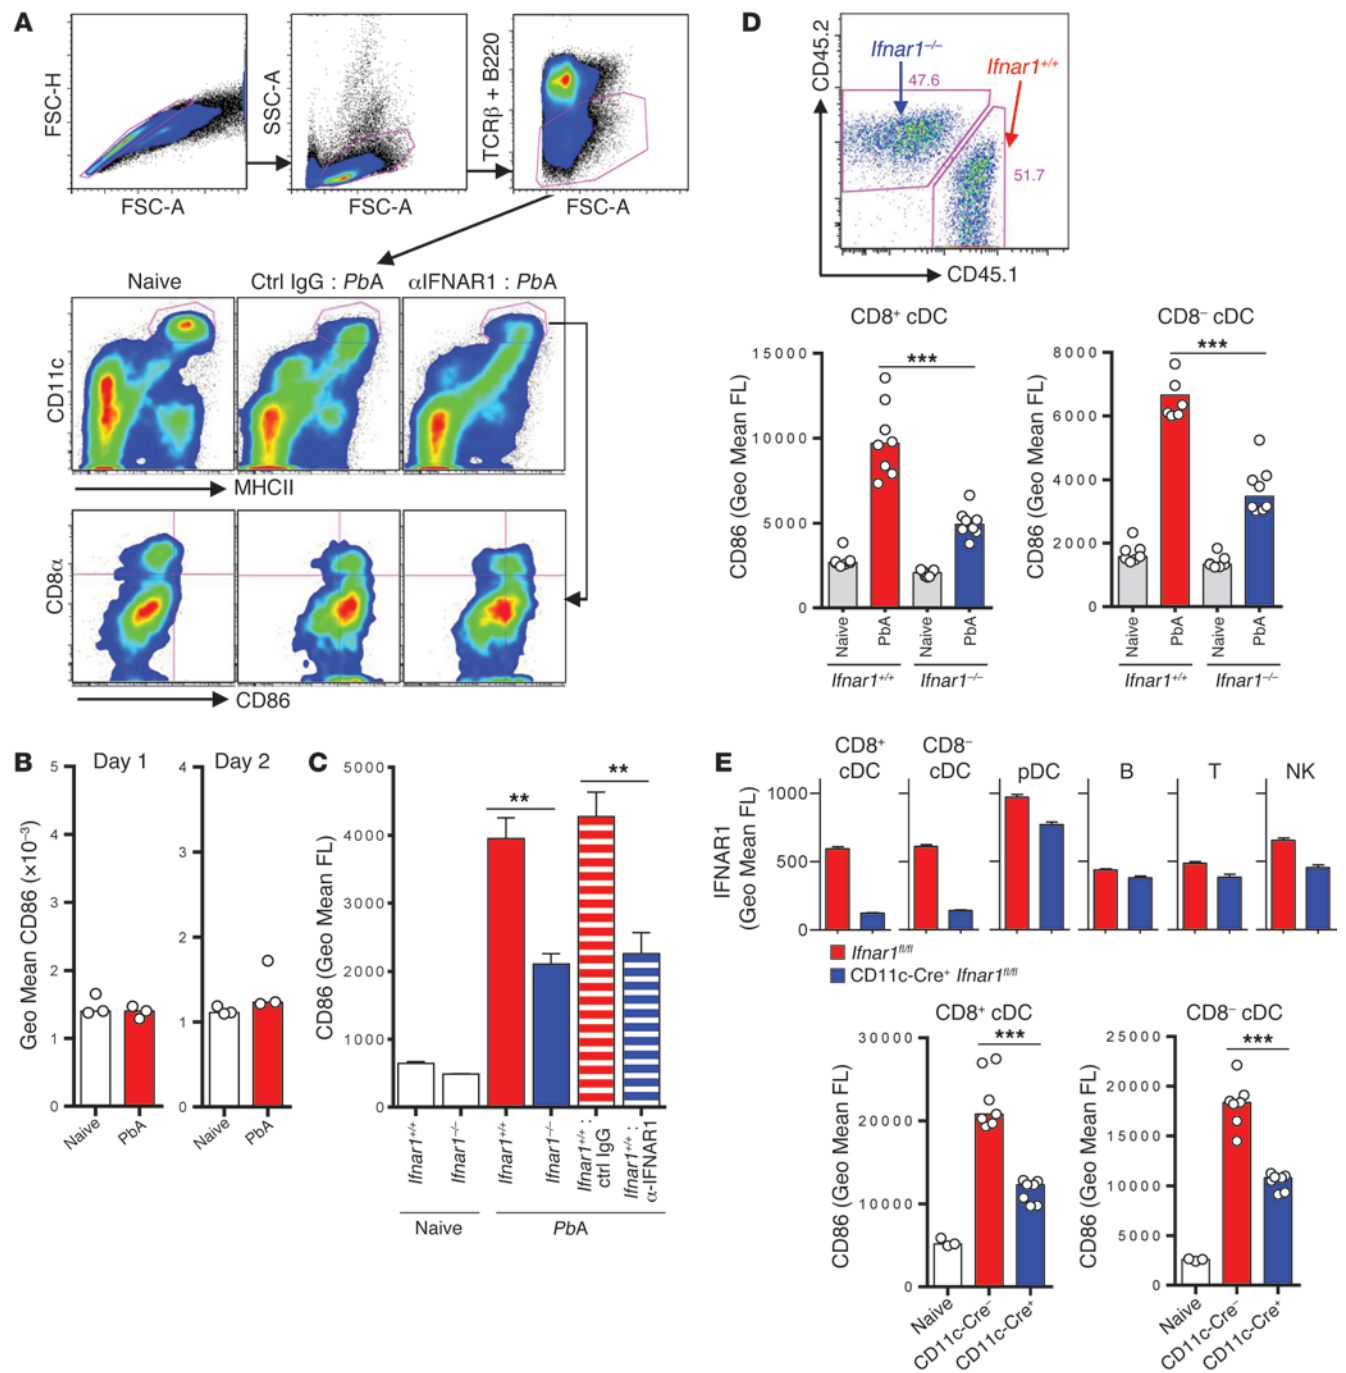 A
FSC-H
FSC-A
SSC-A
FSC-A
TCRβ + B220
FSC-A
Naive
Ctrl IgG : PbA
αIFNAR1 : PbA
CD11c
MHCII
CD8α
CD86
B
Day 1
Day 2
Geo Mean CD86 (×10⁻³)
5
4
3
2
1
0
Naive
PbA
4
3
2
1
0
Naive
PbA
C
CD86 (Geo Mean FL)
5000
4000
3000
2000
1000
0
**
**
Ifnar1⁺/⁺
Ifnar1⁻/⁻
Ifnar1⁺/⁺
Ifnar1⁻/⁻
Ifnar1⁺/⁺ :
ctrl IgG
Ifnar1⁺/⁺ :
α-IFNAR1
Naive
PbA
D
CD45.2
Ifnar1⁻/⁻
Ifnar1⁺/⁺
47.6
51.7
CD45.1
CD8⁺ cDC
CD86 (Geo Mean FL)
15000
10000
5000
0
***
Naive
PbA
Naive
PbA
Ifnar1⁺/⁺
Ifnar1⁻/⁻
CD8⁻ cDC
CD86 (Geo Mean FL)
8000
6000
4000
2000
0
***
Naive
PbA
Naive
PbA
Ifnar1⁺/⁺
Ifnar1⁻/⁻
E
CD8⁺
cDC
CD8⁻
cDC
pDC
B
T
NK
IFNAR1
(Geo Mean FL)
1000
500
0
Ifnar1ᶠˡ/ᶠˡ
CD11c-Cre⁺ Ifnar1ᶠˡ/ᶠˡ
CD8⁺ cDC
CD86 (Geo Mean FL)
30000
20000
10000
0
***
Naive
CD11c-Cre⁻
CD11c-Cre⁺
CD8⁻ cDC
CD86 (Geo Mean FL)
25000
20000
15000
10000
5000
0
***
Naive
CD11c-Cre⁻
CD11c-Cre⁺